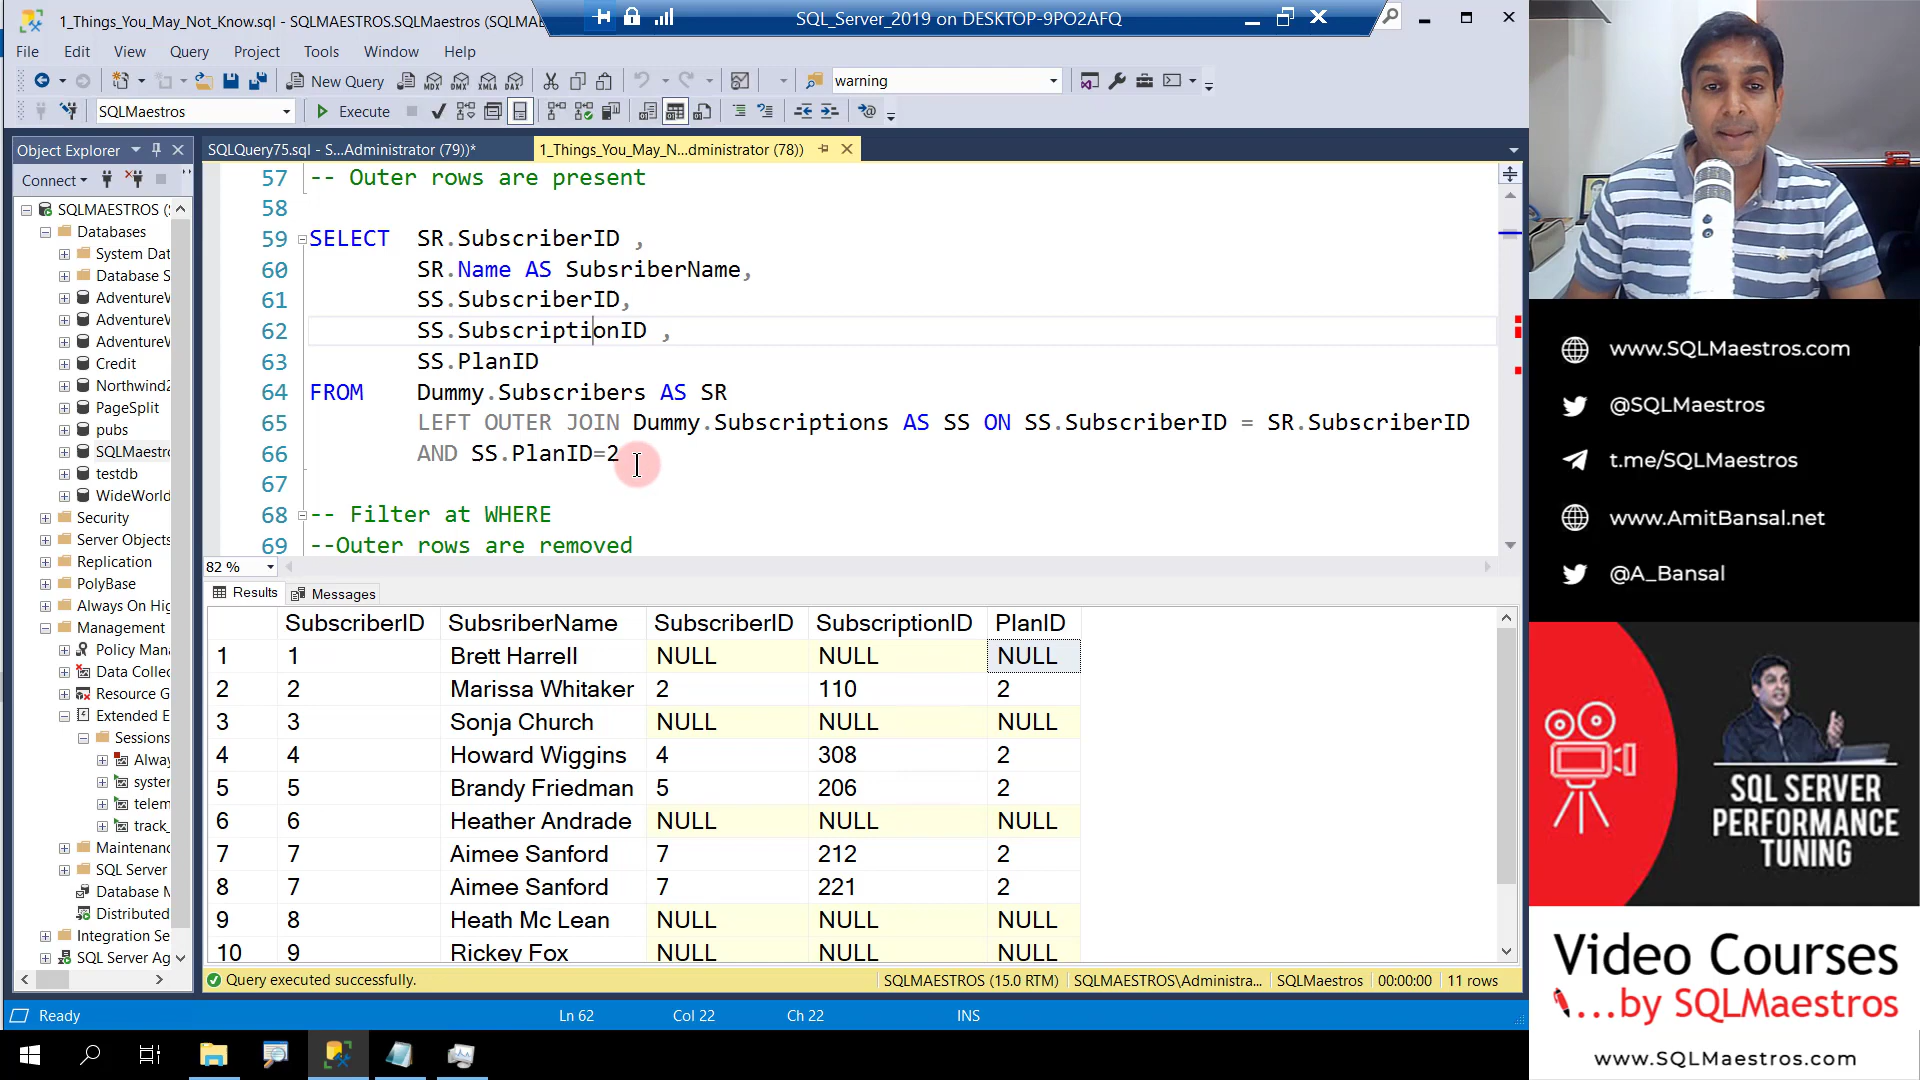 1_Things_You_May_Not_Know.sql - SQLMAESTROS.SQLMaestros (SQLMA
SQL_Server_2019 on DESKTOP-9PO2AFQ
File Edit View Query Project Tools Window Help
New Query
warning
SQLMaestros
Execute
Object Explorer
SQLQuery75.sql - S...Administrator (79))*
1_Things_You_May_N...dministrator (78))
Connect
SQLMAESTROS (
Databases
System Dat
Database S
AdventureV
AdventureV
AdventureV
Credit
Northwind2
PageSplit
pubs
SQLMaestro
testdb
WideWorld
Security
Server Objects
Replication
PolyBase
Always On Hig
Management
Policy Mana
Data Collec
Resource G
Extended E
Sessions
Alway
system
telem
track_
Maintenanc
SQL Server
Database M
Distributed
Integration Se
SQL Server Ag
57 -- Outer rows are present
58
59 SELECT SR.SubscriberID ,
60 SR.Name AS SubsriberName,
61 SS.SubscriberID,
62 SS.SubscriptionID ,
63 SS.PlanID
64 FROM Dummy.Subscribers AS SR
65 LEFT OUTER JOIN Dummy.Subscriptions AS SS ON SS.SubscriberID = SR.SubscriberID
66 AND SS.PlanID=2
67
68 -- Filter at WHERE
69 --Outer rows are removed
82 %
Results Messages
SubscriberID SubsriberName SubscriberID SubscriptionID PlanID
1 1 Brett Harrell NULL NULL NULL
2 2 Marissa Whitaker 2 110 2
3 3 Sonja Church NULL NULL NULL
4 4 Howard Wiggins 4 308 2
5 5 Brandy Friedman 5 206 2
6 6 Heather Andrade NULL NULL NULL
7 7 Aimee Sanford 7 212 2
8 7 Aimee Sanford 7 221 2
9 8 Heath Mc Lean NULL NULL NULL
10 9 Rickey Fox NULL NULL NULL
Query executed successfully.
SQLMAESTROS (15.0 RTM) SQLMAESTROS\Administra... SQLMaestros 00:00:00 11 rows
Ready Ln 62 Col 22 Ch 22 INS
www.SQLMaestros.com
@SQLMaestros
t.me/SQLMaestros
www.AmitBansal.net
@A_Bansal
SQL SERVER
PERFORMANCE
TUNING
Video Courses
...by SQLMaestros
www.SQLMaestros.com